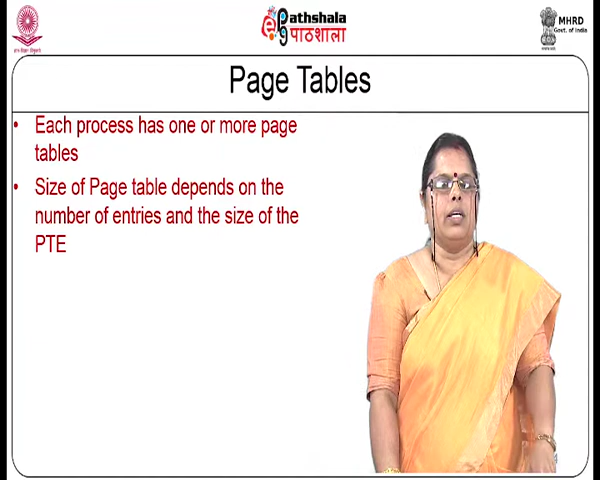 ePathshala
पाठशाला
MHRD
Govt. of India
Page Tables
• Each process has one or more page
tables
• Size of Page table depends on the
number of entries and the size of the
PTE